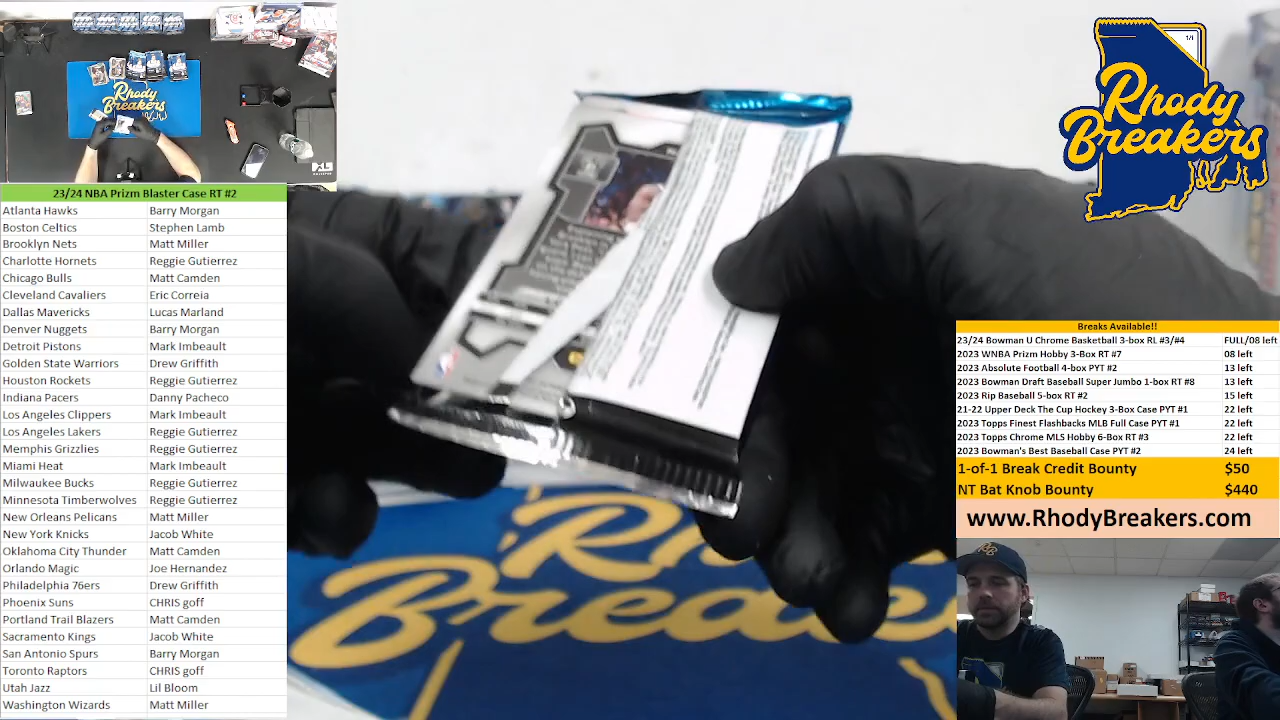 Rhody
Breakers
1/1
Rhody
Breakers
23/24 NBA Prizm Blaster Case RT #2
Atlanta Hawks Barry Morgan
Boston Celtics Stephen Lamb
Brooklyn Nets Matt Miller
Charlotte Hornets Reggie Gutierrez
Chicago Bulls Matt Camden
Cleveland Cavaliers Eric Correia
Dallas Mavericks Lucas Marland
Denver Nuggets Barry Morgan
Detroit Pistons Mark Imbeault
Golden State Warriors Drew Griffith
Houston Rockets Reggie Gutierrez
Indiana Pacers Danny Pacheco
Los Angeles Clippers Mark Imbeault
Los Angeles Lakers Reggie Gutierrez
Memphis Grizzlies Reggie Gutierrez
Miami Heat Mark Imbeault
Milwaukee Bucks Reggie Gutierrez
Minnesota Timberwolves Reggie Gutierrez
New Orleans Pelicans Matt Miller
New York Knicks Jacob White
Oklahoma City Thunder Matt Camden
Orlando Magic Joe Hernandez
Philadelphia 76ers Drew Griffith
Phoenix Suns CHRIS goff
Portland Trail Blazers Matt Camden
Sacramento Kings Jacob White
San Antonio Spurs Barry Morgan
Toronto Raptors CHRIS goff
Utah Jazz Lil Bloom
Washington Wizards Matt Miller
Breaks Available!!
23/24 Bowman U Chrome Basketball 3-box RL #3/#4 FULL/08 left
2023 WNBA Prizm Hobby 3-Box RT #7 08 left
2023 Absolute Football 4-box PYT #2 13 left
2023 Bowman Draft Baseball Super Jumbo 1-box RT #8 13 left
2023 Rip Baseball 5-box RT #2 15 left
21-22 Upper Deck The Cup Hockey 3-Box Case PYT #1 22 left
2023 Topps Finest Flashbacks MLB Full Case PYT #1 22 left
2023 Topps Chrome MLS Hobby 6-Box RT #3 22 left
2023 Bowman's Best Baseball Case PYT #2 24 left
1-of-1 Break Credit Bounty $50
NT Bat Knob Bounty $440
www.RhodyBreakers.com
Rhody
Breake